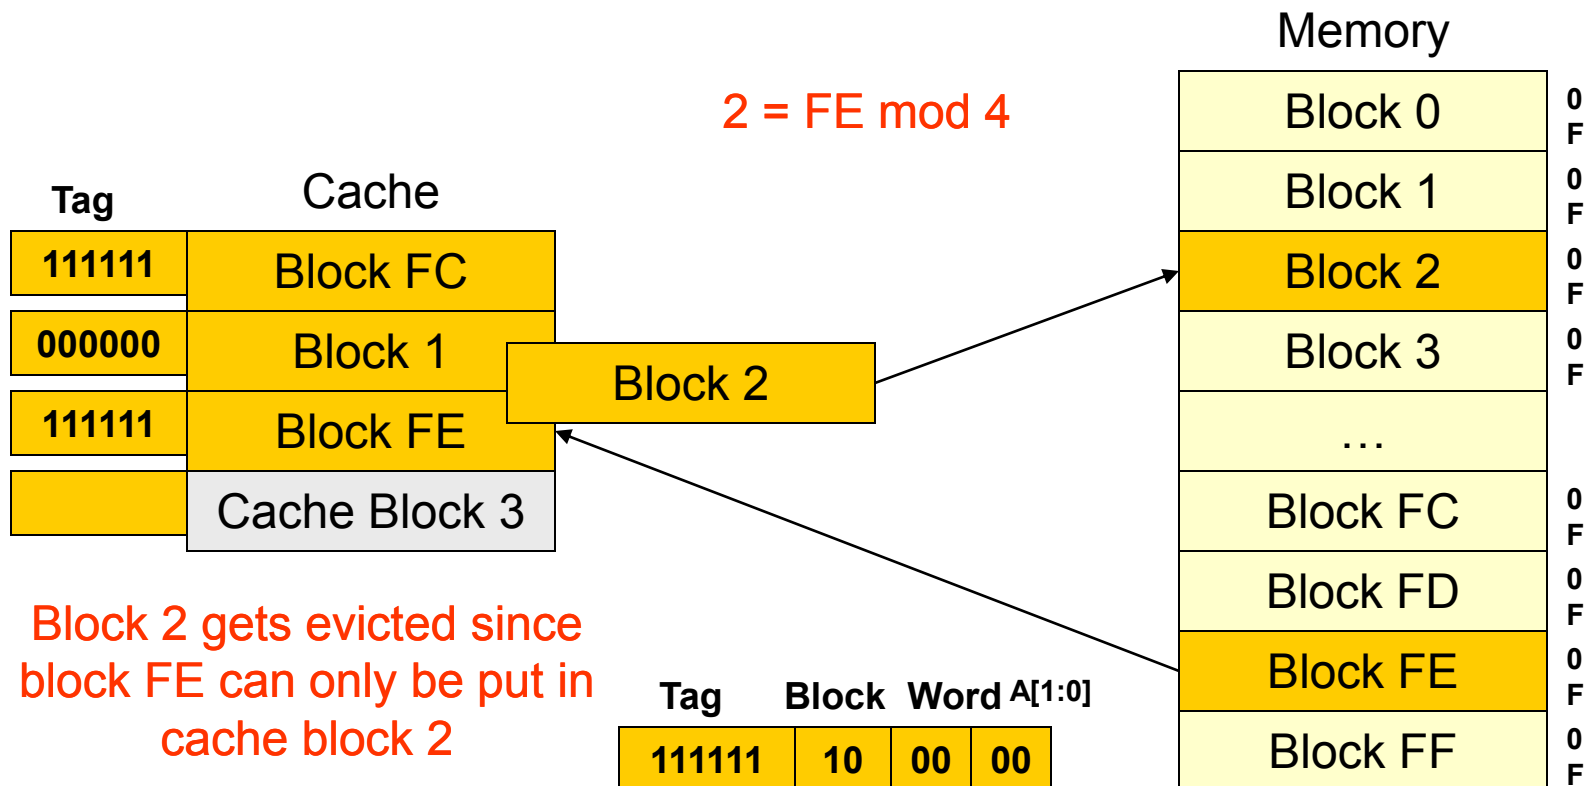 Memory
2 = FE mod 4
Block 0
0
F
Block 1
0
F
Tag
Cache
111111
Block FC
Block 2
0
F
000000
Block 1
Block 2
Block 3
0
F
111111
Block FE
…
Cache Block 3
Block FC
0
F
Block FD
0
F
Block 2 gets evicted since
block FE can only be put in
cache block 2
Block FE
0
F
Tag
Block
Word
A[1:0]
111111
10
00
00
Block FF
0
F